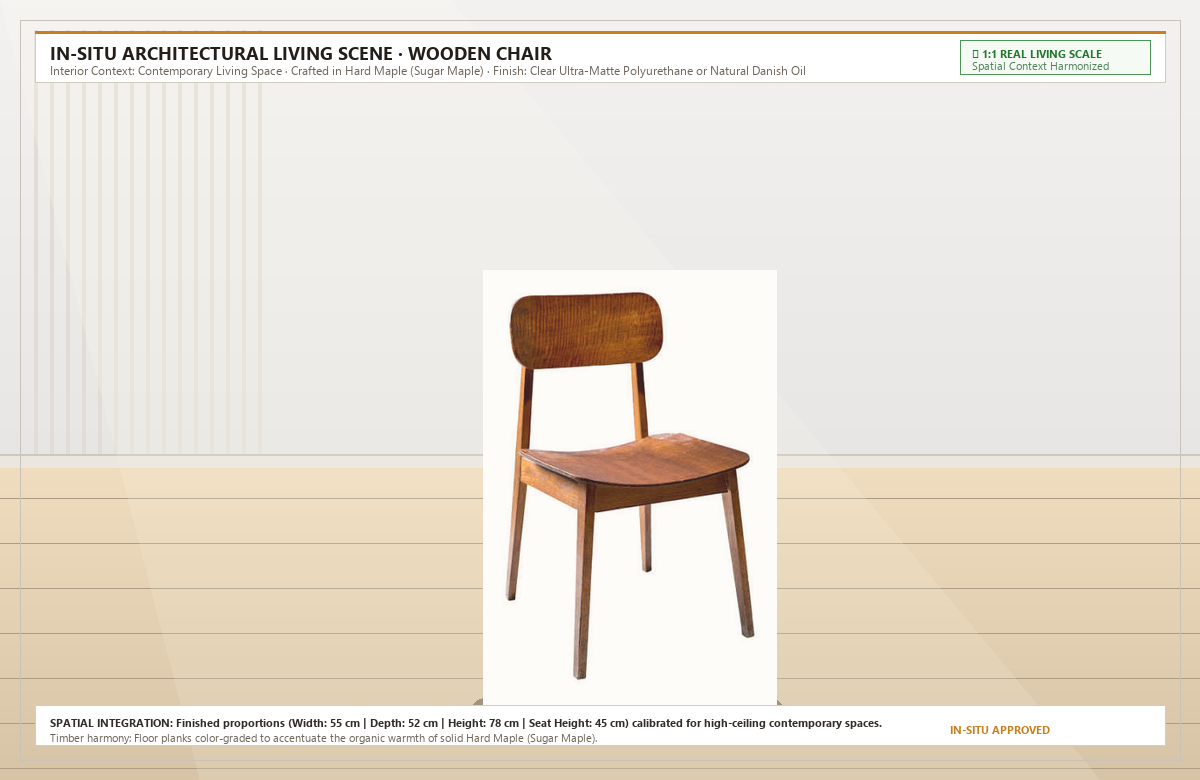 IN-SITU ARCHITECTURAL LIVING SCENE · WOODEN CHAIR
Interior Context: Contemporary Living Space · Crafted in Hard Maple (Sugar Maple) · Finish: Clear Ultra-Matte Polyurethane or Natural Danish Oil
1:1 REAL LIVING SCALE
Spatial Context Harmonized
SPATIAL INTEGRATION: Finished proportions (Width: 55 cm | Depth: 52 cm | Height: 78 cm | Seat Height: 45 cm) calibrated for high-ceiling contemporary spaces.
Timber harmony: Floor planks color-graded to accentuate the organic warmth of solid Hard Maple (Sugar Maple).
IN-SITU APPROVED